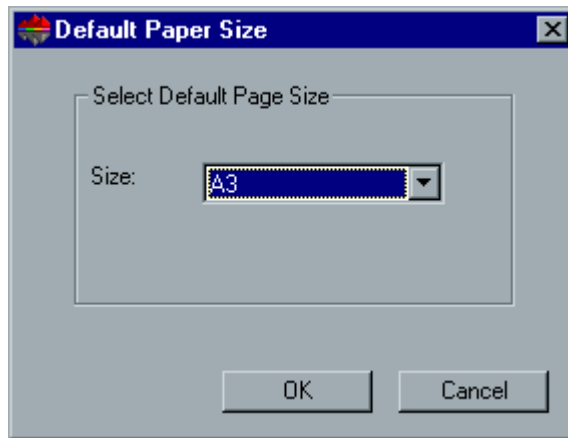 Default Paper Size
Select Default Page Size
Size: A3
OK Cancel